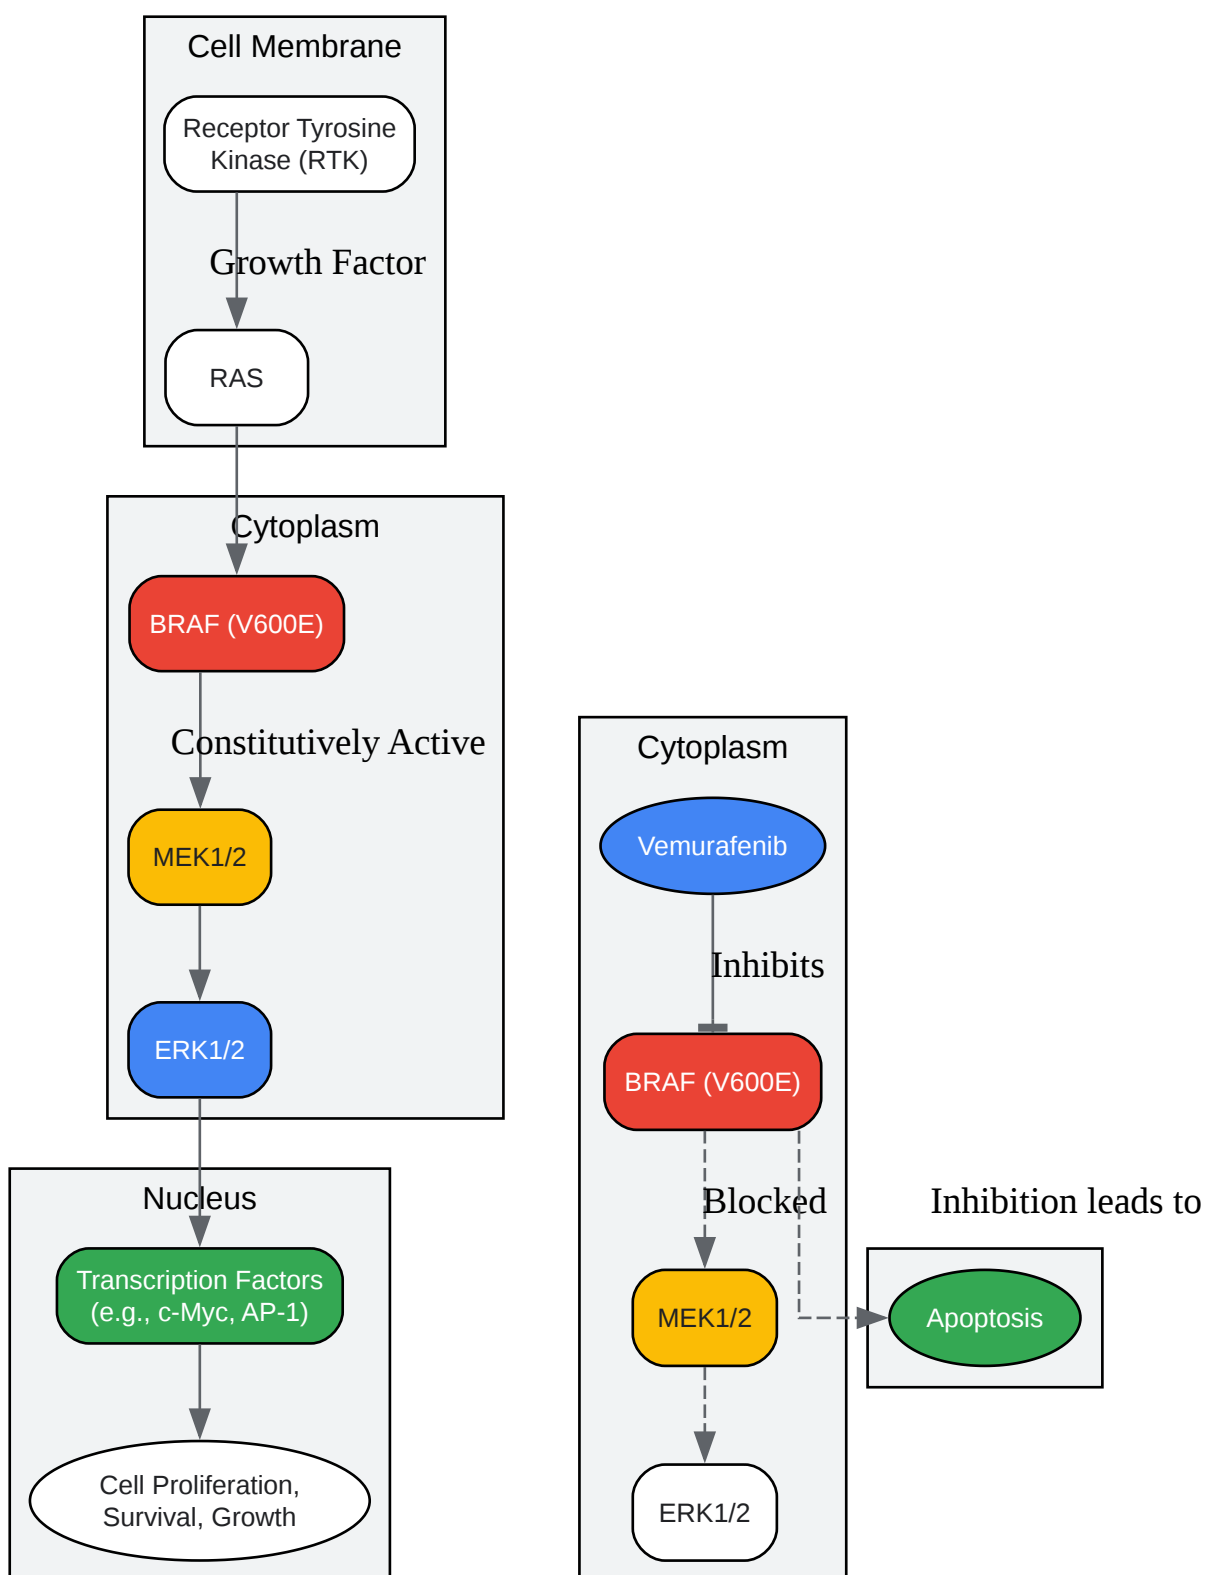 Cell Membrane
Receptor Tyrosine
Kinase (RTK)
Growth Factor
RAS
Cytoplasm
BRAF (V600E)
Constitutively Active
MEK1/2
ERK1/2
Nucleus
Transcription Factors
(e.g., c-Myc, AP-1)
Cell Proliferation,
Survival, Growth
Cytoplasm
Vemurafenib
Inhibits
BRAF (V600E)
Blocked
MEK1/2
ERK1/2
Inhibition leads to
Apoptosis